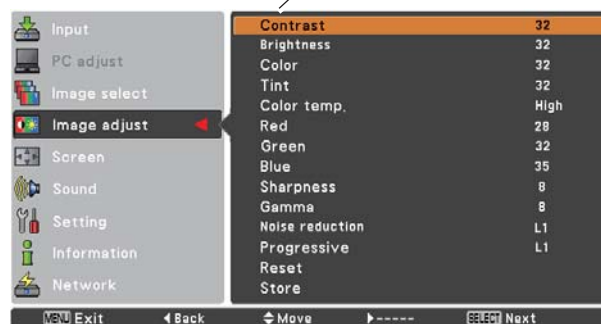 Input
PC adjust
Image select
Image adjust
Screen
Sound
Setting
Information
Network
Contrast 32
Brightness 32
Color 32
Tint 32
Color temp. High
Red 28
Green 32
Blue 35
Sharpness 8
Gamma 8
Noise reduction L1
Progressive L1
Reset
Store
MENU Exit Back Move ----- SELECT Next